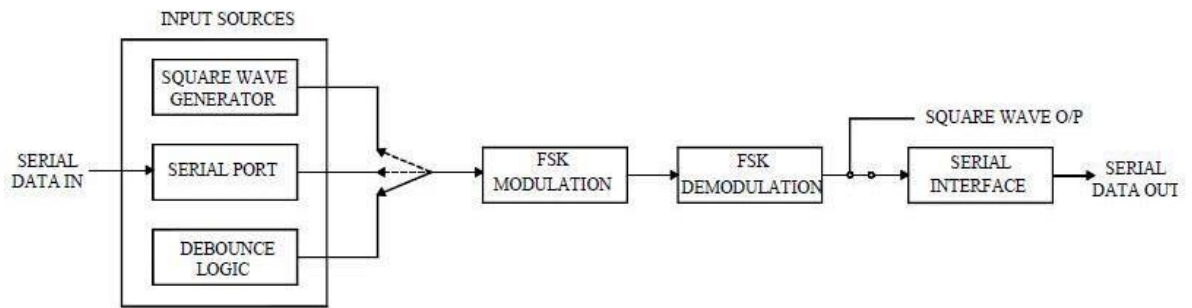 INPUT SOURCES
SQUARE WAVE
GENERATOR
SERIAL
DATA IN
SERIAL PORT
DEBOUNCE
LOGIC
FSK
MODULATION
FSK
DEMODULATION
SQUARE WAVE O/P
SERIAL
INTERFACE
SERIAL
DATA OUT